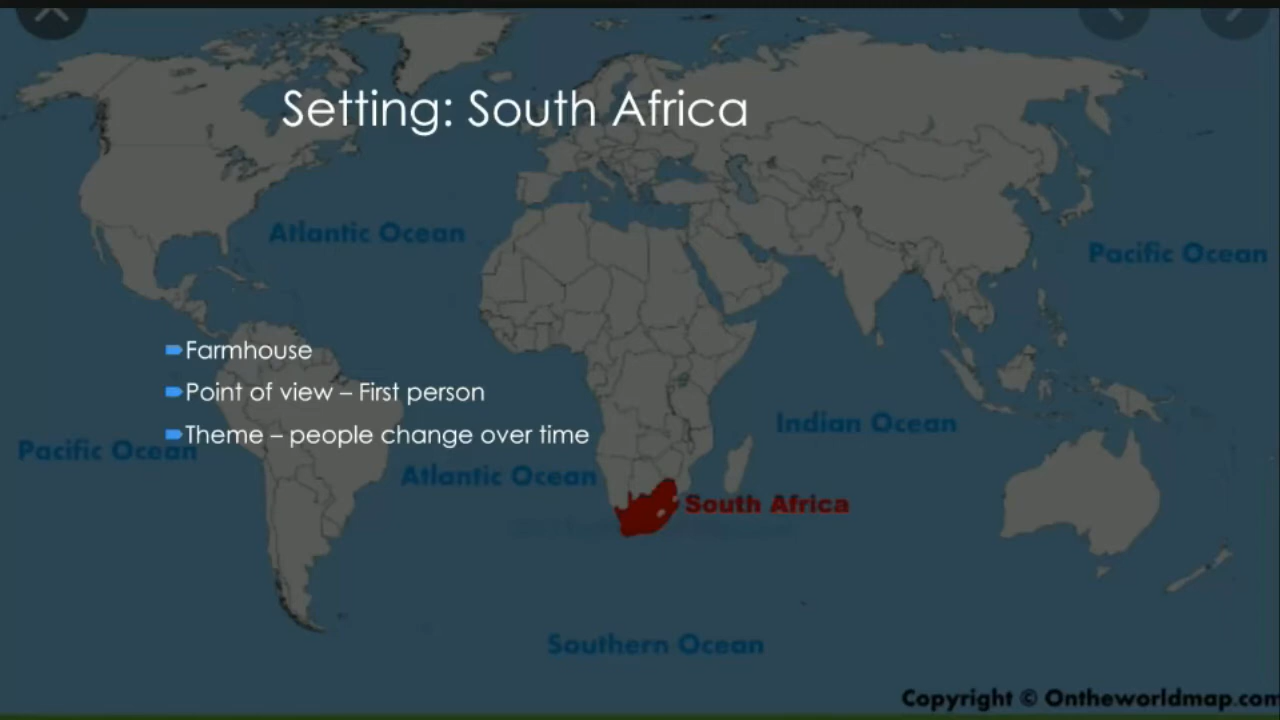 Setting: South Africa
Atlantic Ocean
Pacific Ocean
Farmhouse
Point of view – First person
Indian Ocean
Theme – people change over time
Pacific Ocean
Atlantic Ocean
South Africa
Southern Ocean
Copyright © Ontheworldmap.com